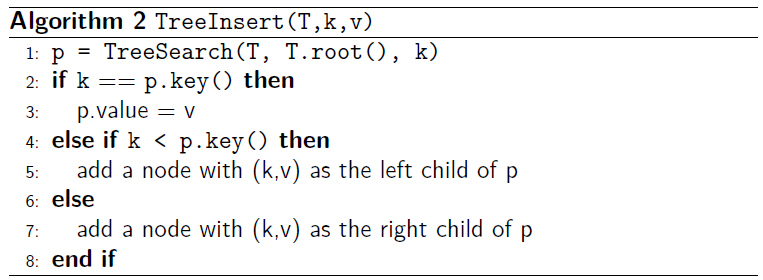 Algorithm 2 TreeInsert(T,k,v)
1: p = TreeSearch(T, T.root(), k)
2: if k == p.key() then
3: p.value = v
4: else if k < p.key() then
5: add a node with (k,v) as the left child of p
6: else
7: add a node with (k,v) as the right child of p
8: end if